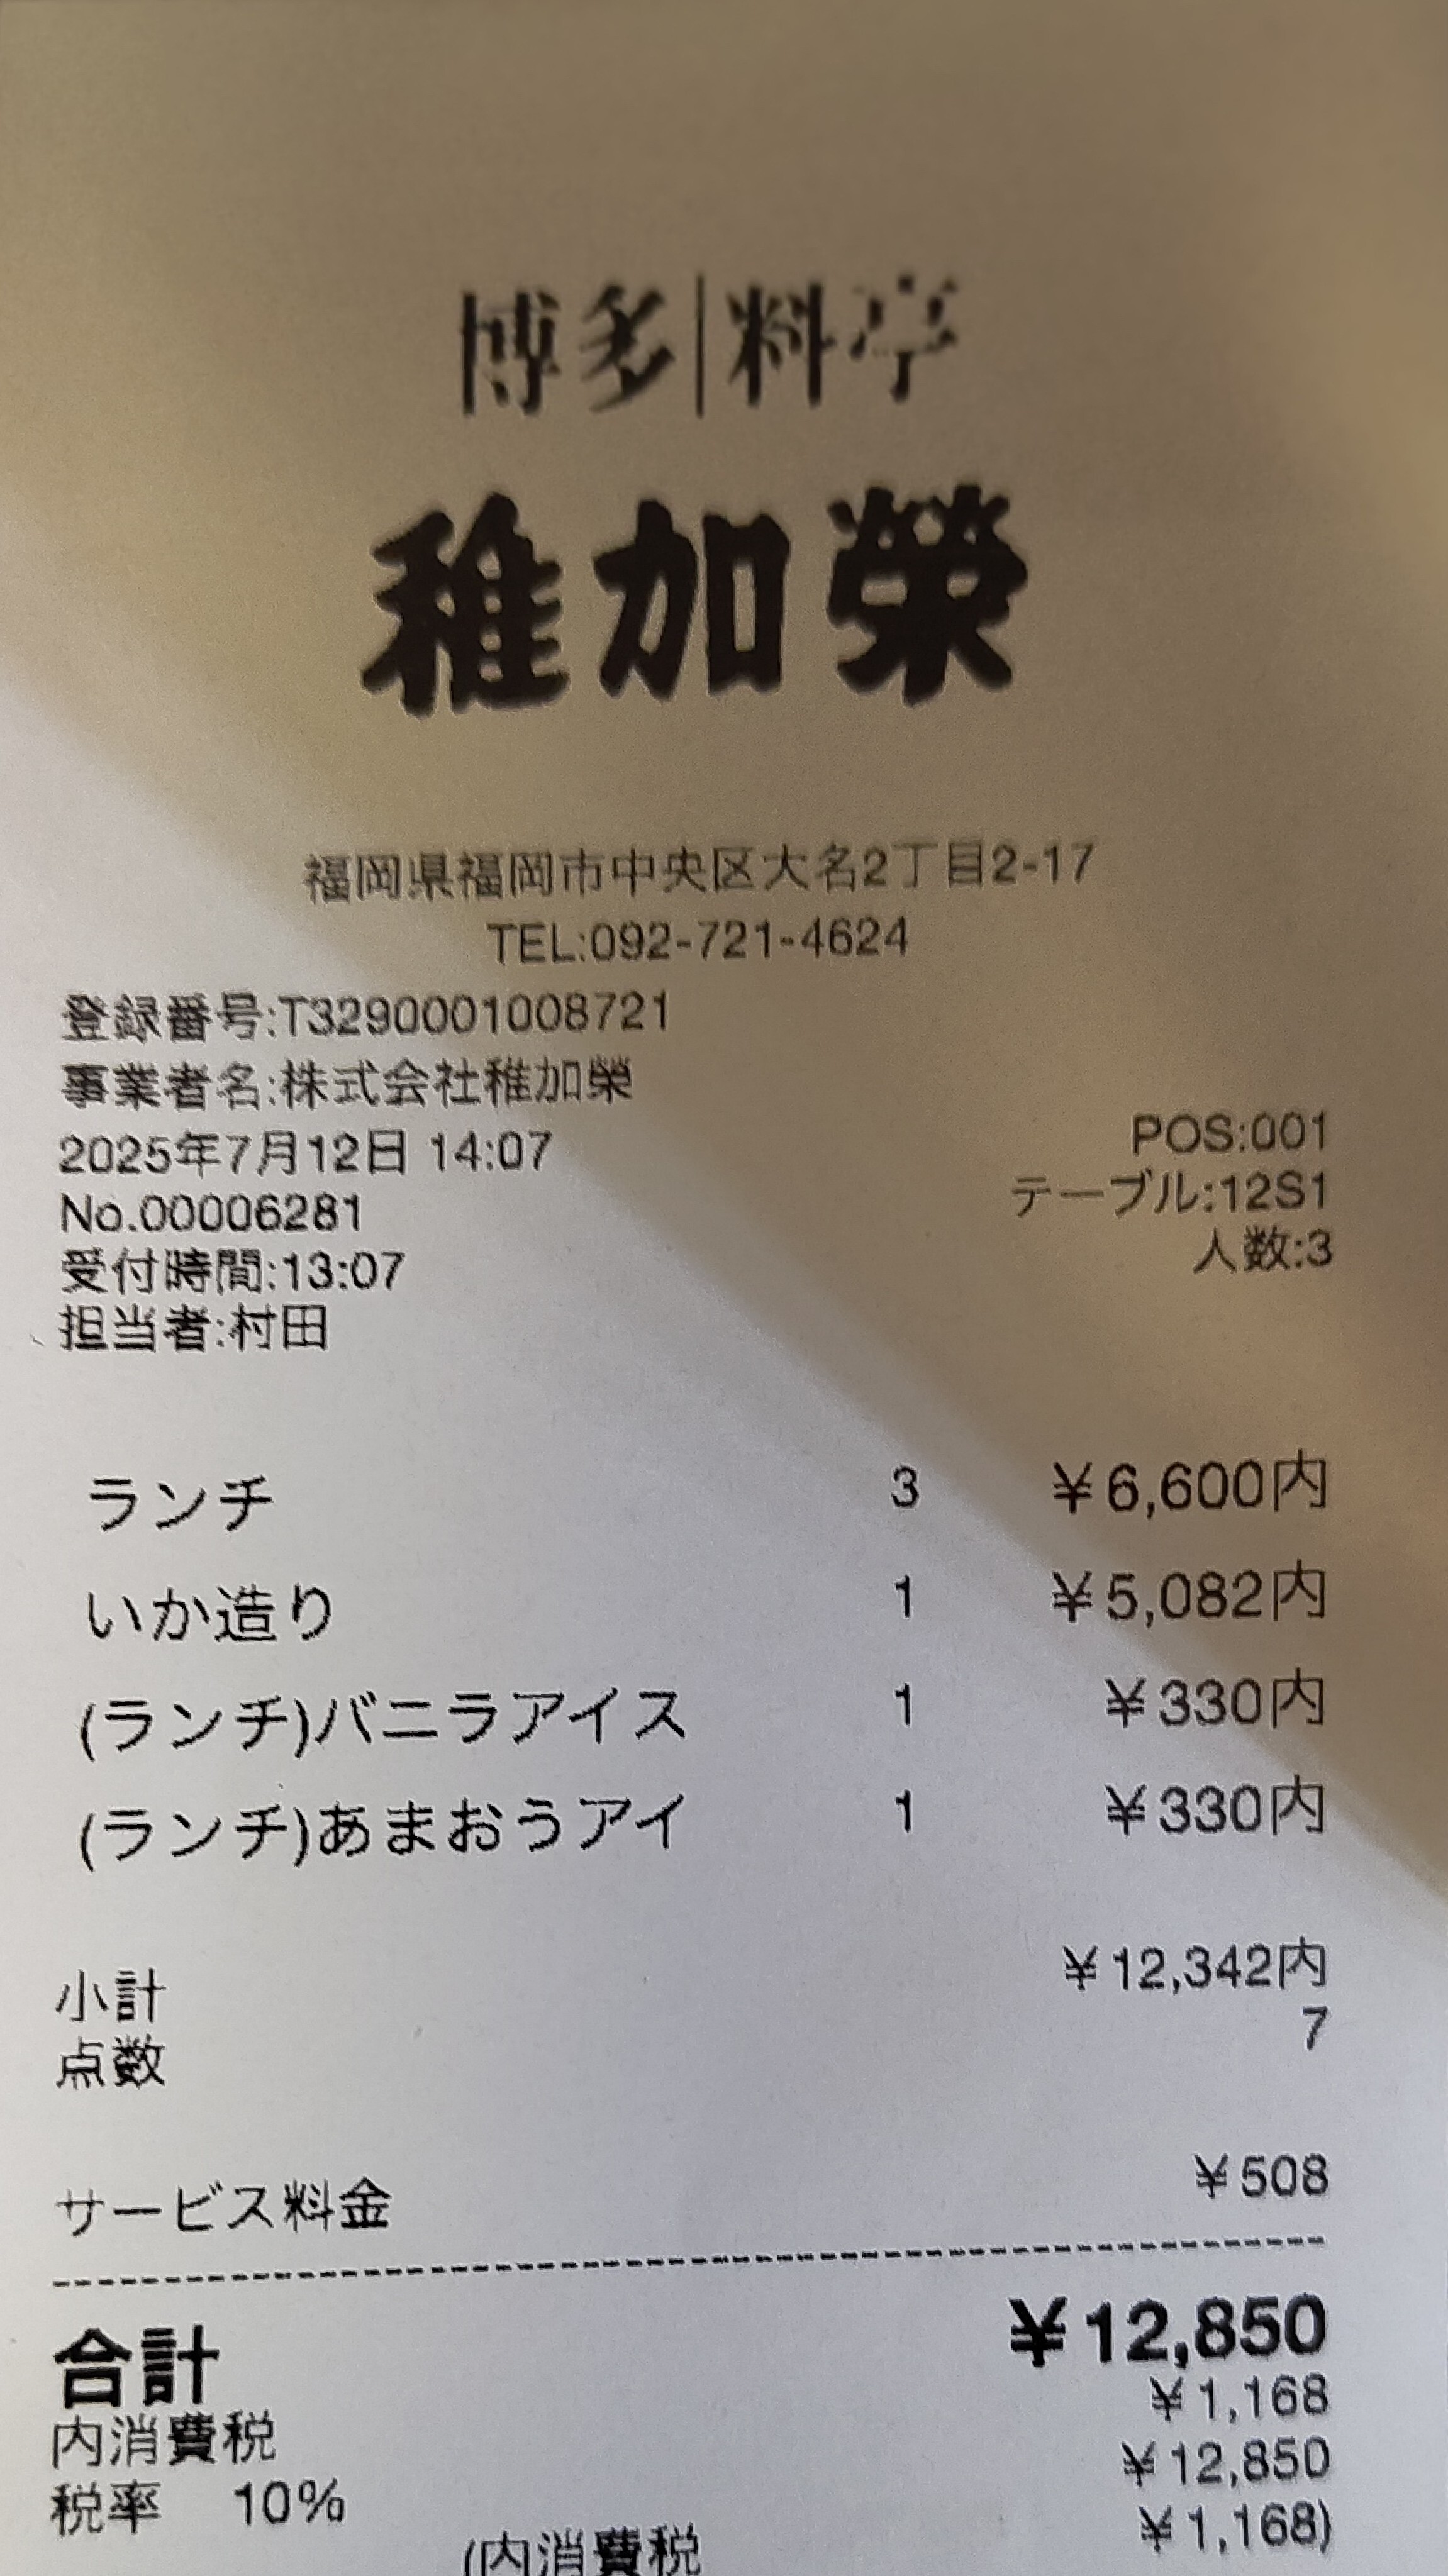 博多|料亭
稚加榮
福岡県福岡市中央区大名2丁目2-17
TEL:092-721-4624
登録番号:T3290001008721
事業者名:株式会社稚加榮
2025年7月12日 14:07 POS:001
No.00006281 テーブル:12S1
受付時間:13:07 人数:3
担当者:村田
ランチ 3 ¥6,600内
いか造り 1 ¥5,082内
(ランチ)バニラアイス 1 ¥330内
(ランチ)あまおうアイ 1 ¥330内
小計 ¥12,342内
点数 7
サービス料金 ¥508
合計 ¥12,850
内消費税 ¥1,168
税率 10% ¥12,850
(内消費税 ¥1,168)